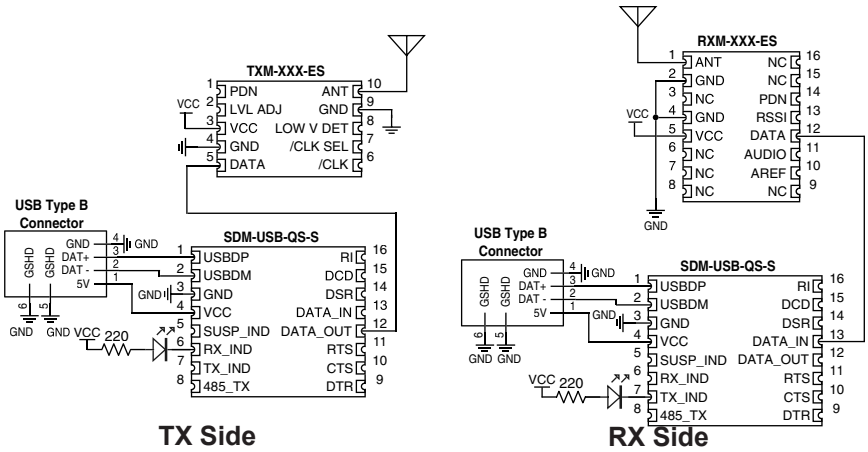 TXM-XXX-ES
1 PDN ANT 10
2 LVL ADJ GND 9
3 VCC LOW V DET 8
4 GND /CLK SEL 7
5 DATA /CLK 6
VCC
USB Type B
Connector
GND 4 GND
DAT+ 3
DAT - 2
5V 1
GSHD GSHD
6 5
GND GND
SDM-USB-QS-S
1 USBDP RI 16
2 USBDM DCD 15
GND 3 GND DSR 14
4 VCC DATA_IN 13
5 SUSP_IND DATA_OUT 12
6 RX_IND RTS 11
7 TX_IND CTS 10
8 485_TX DTR 9
VCC 220
TX Side
RXM-XXX-ES
1 ANT NC 16
2 GND NC 15
3 NC PDN 14
4 GND RSSI 13
5 VCC DATA 12
6 NC AUDIO 11
7 NC AREF 10
8 NC NC 9
VCC
GND
USB Type B
Connector
GND 4 GND
DAT+ 3
DAT - 2
5V 1
GSHD GSHD
6 5
GND GND
SDM-USB-QS-S
1 USBDP RI 16
2 USBDM DCD 15
GND 3 GND DSR 14
4 VCC DATA_IN 13
5 SUSP_IND DATA_OUT 12
6 RX_IND RTS 11
7 TX_IND CTS 10
8 485_TX DTR 9
VCC 220
RX Side